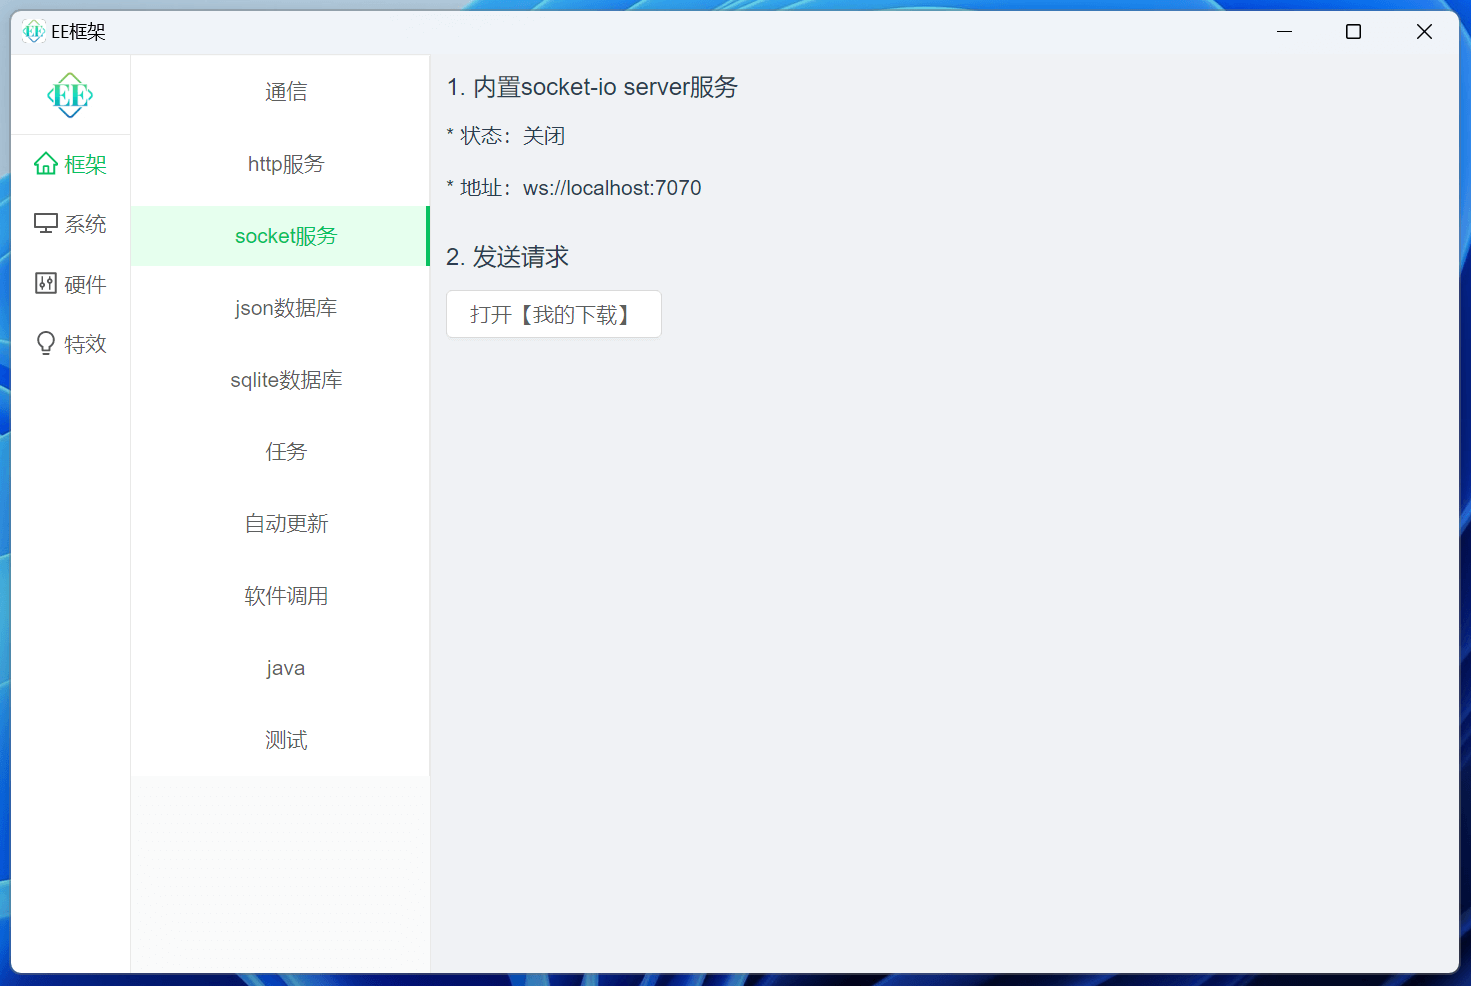 EE框架
EE
框架
系统
硬件
特效
通信
http服务
socket服务
json数据库
sqlite数据库
任务
自动更新
软件调用
java
测试
1. 内置socket-io server服务
* 状态：关闭
* 地址：ws://localhost:7070
2. 发送请求
打开【我的下载】